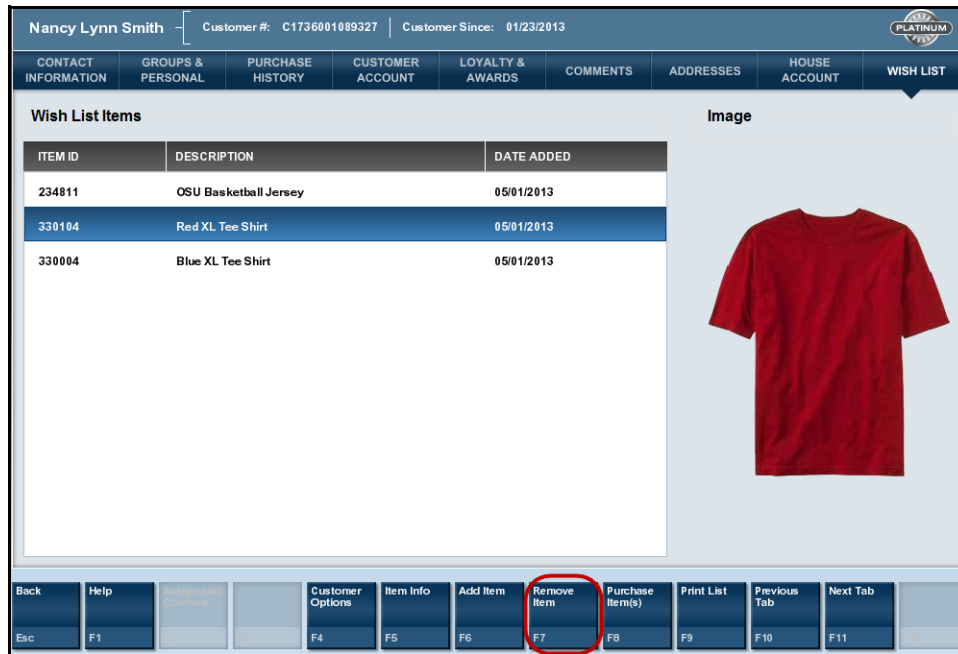 Nancy Lynn Smith Customer #: C1736001089327 Customer Since: 01/23/2013 PLATINUM
CONTACT INFORMATION GROUPS & PERSONAL PURCHASE HISTORY CUSTOMER ACCOUNT LOYALTY & AWARDS COMMENTS ADDRESSES HOUSE ACCOUNT WISH LIST
Wish List Items Image
ITEM ID DESCRIPTION DATE ADDED
234811 OSU Basketball Jersey 05/01/2013
330104 Red XL Tee Shirt 05/01/2013
330004 Blue XL Tee Shirt 05/01/2013
Back Help Assign and Continue Customer Options Item Info Add Item Remove Item Purchase Item(s) Print List Previous Tab Next Tab
Esc F1 F4 F5 F6 F7 F8 F9 F10 F11